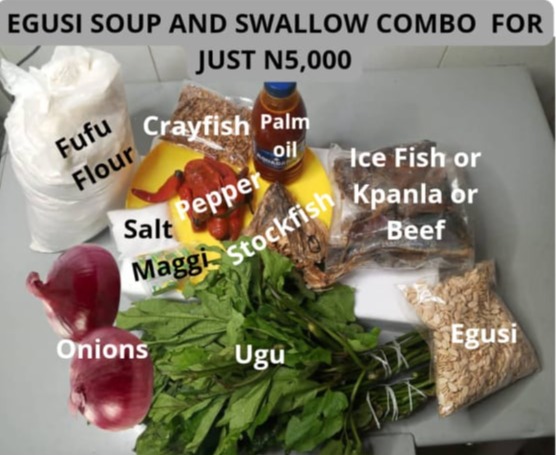 EGUSI SOUP AND SWALLOW COMBO FOR
JUST N5,000
Fufu
Flour
Crayfish
Palm
oil
Ice Fish or
Kpanla or
Beef
Pepper
Salt
Stockfish
Maggi
Onions
Ugu
Egusi